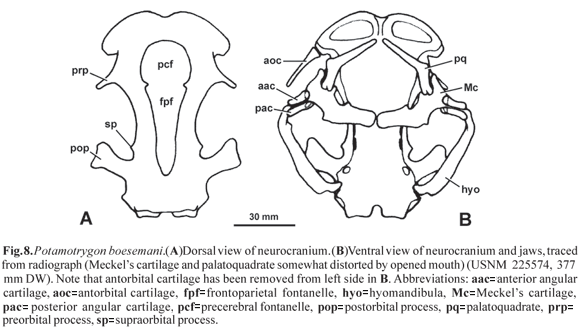 pcf
prp
fpf
sp
pop
A
aoc
pq
aac
Mc
pac
hyo
30 mm
B
Fig.8.Potamotrygon boesemani.(A)Dorsal view of neurocranium.(B)Ventral view of neurocranium and jaws, traced
from radiograph (Meckel's cartilage and palatoquadrate somewhat distorted by opened mouth) (USNM 225574, 377
mm DW). Note that antorbital cartilage has been removed from left side in B. Abbreviations: aac=anterior angular
cartilage, aoc=antorbital cartilage, fpf=frontoparietal fontanelle, hyo=hyomandibula, Mc=Meckel's cartilage,
pac=posterior angular cartilage, pcf=precerebral fontanelle, pop=postorbital process, pq=palatoquadrate, prp=
preorbital process, sp=supraorbital process.